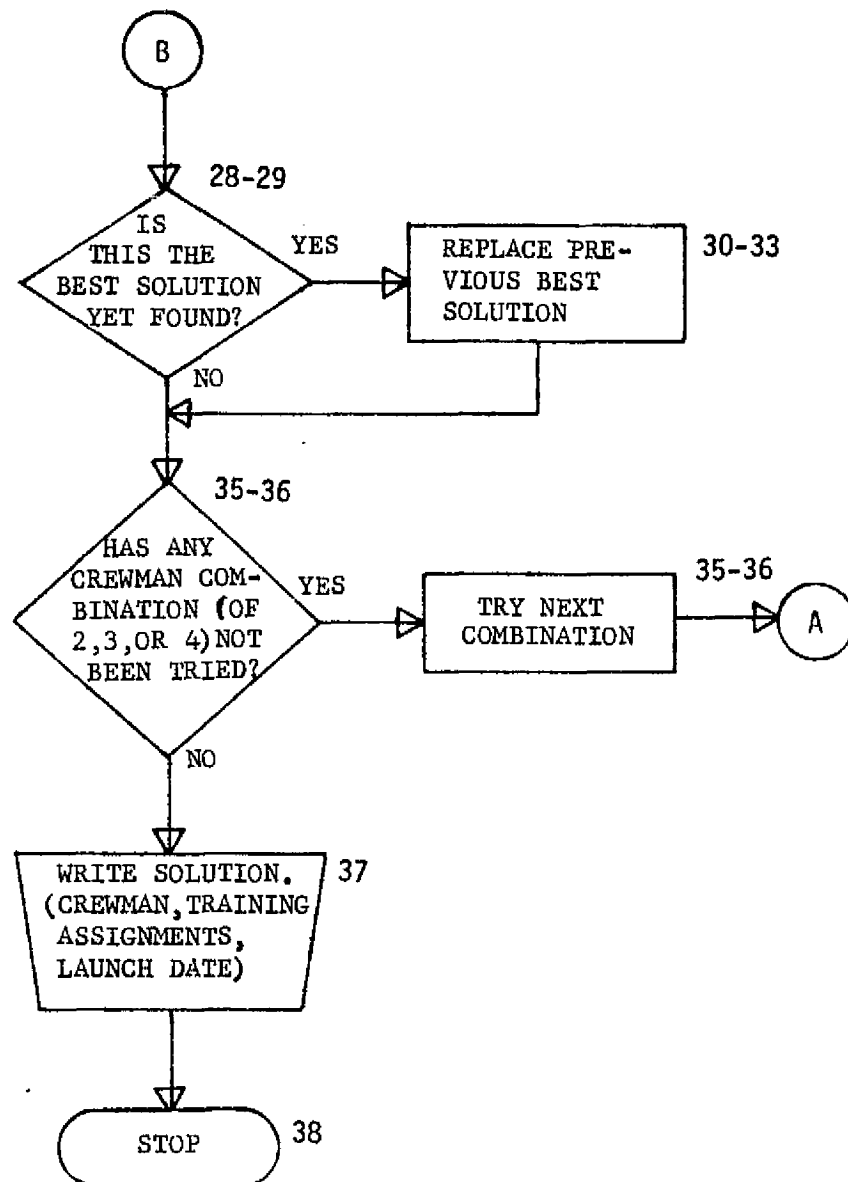 B
28-29
IS
THIS THE
BEST SOLUTION
YET FOUND?
YES
REPLACE PRE-
VIOUS BEST
SOLUTION
30-33
NO
35-36
HAS ANY
CREWMAN COM-
BINATION (OF
2,3,OR 4) NOT
BEEN TRIED?
YES
TRY NEXT
COMBINATION
35-36
A
NO
WRITE SOLUTION.
(CREWMAN, TRAINING
ASSIGNMENTS,
LAUNCH DATE)
37
STOP
38